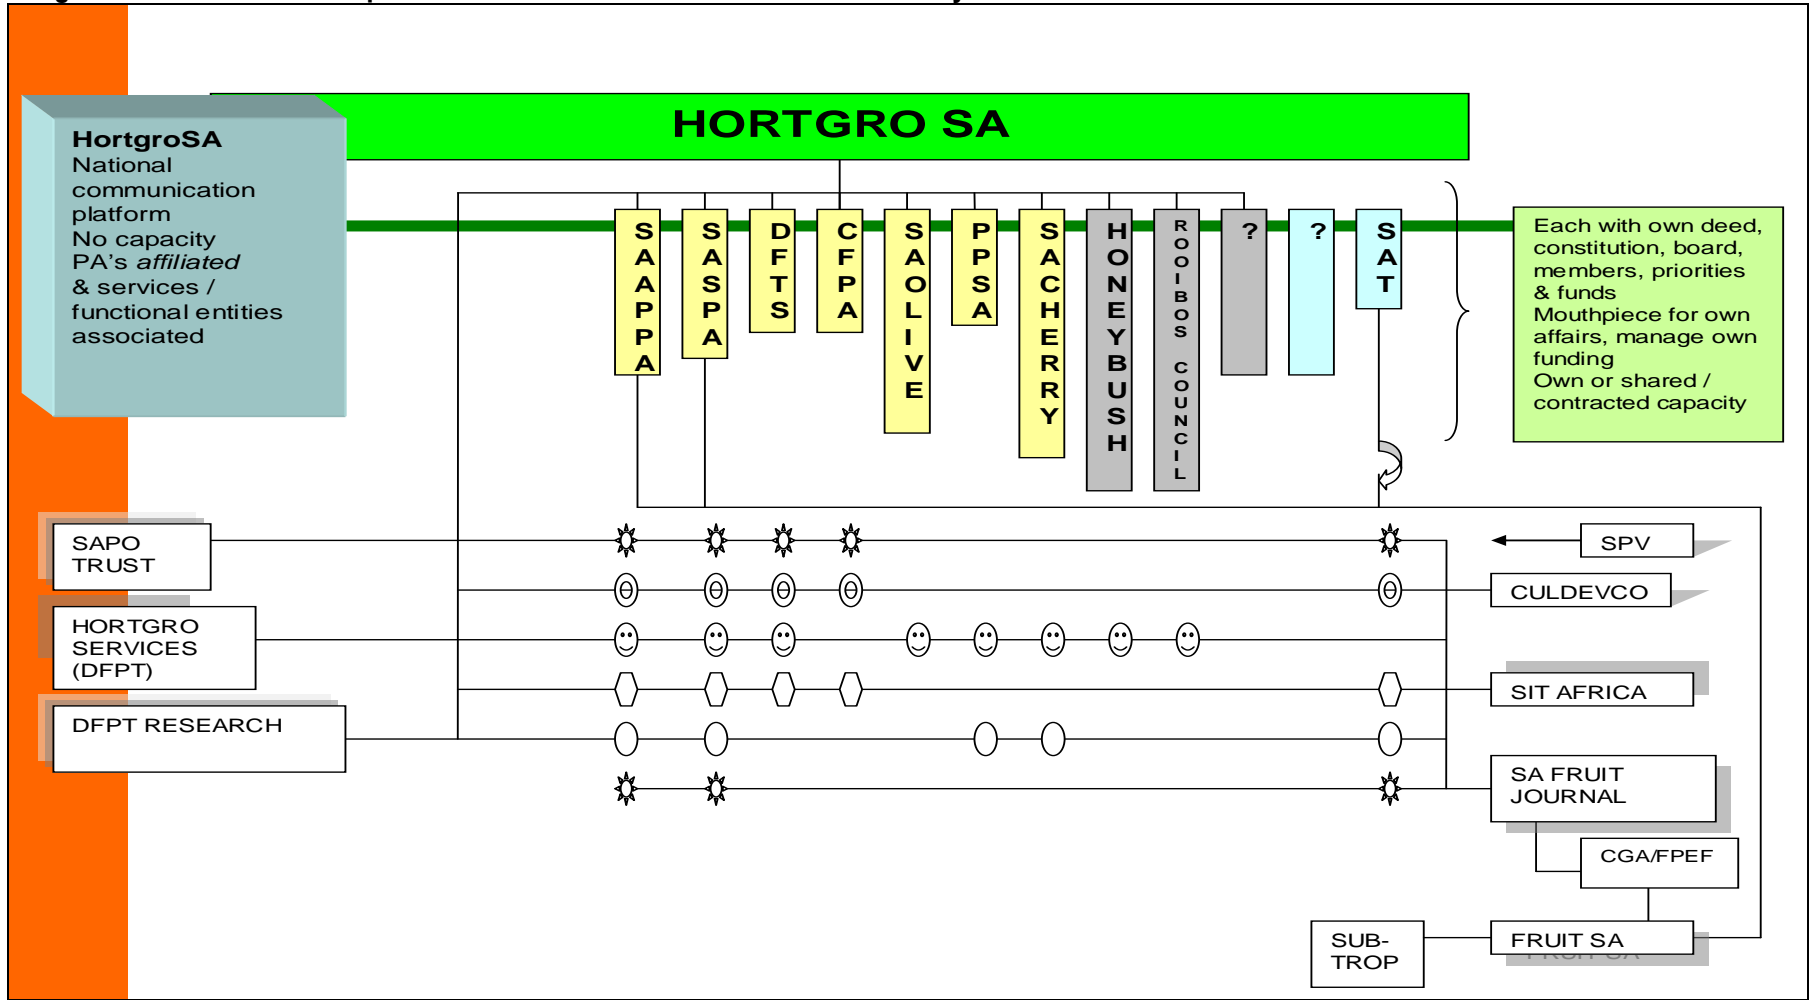 HORTGRO SA
HortgroSA
National
communication
platform
No capacity
PA's affiliated
& services /
functional entities
associated
SAAPPA
SASPA
DFTS
CFPA
SAOLIVE
PPSA
SACHERRY
HONEYBUSH
ROOIBOS COUNCIL
?
?
SAT
Each with own deed,
constitution, board,
members, priorities
& funds
Mouthpiece for own
affairs, manage own
funding
Own or shared /
contracted capacity
SAPO
TRUST
SPV
CULDEVCO
HORTGRO
SERVICES
(DFPT)
SIT AFRICA
DFPT RESEARCH
SA FRUIT
JOURNAL
CGA/FPEF
SUB-
TROP
FRUIT SA
FRUIT SA